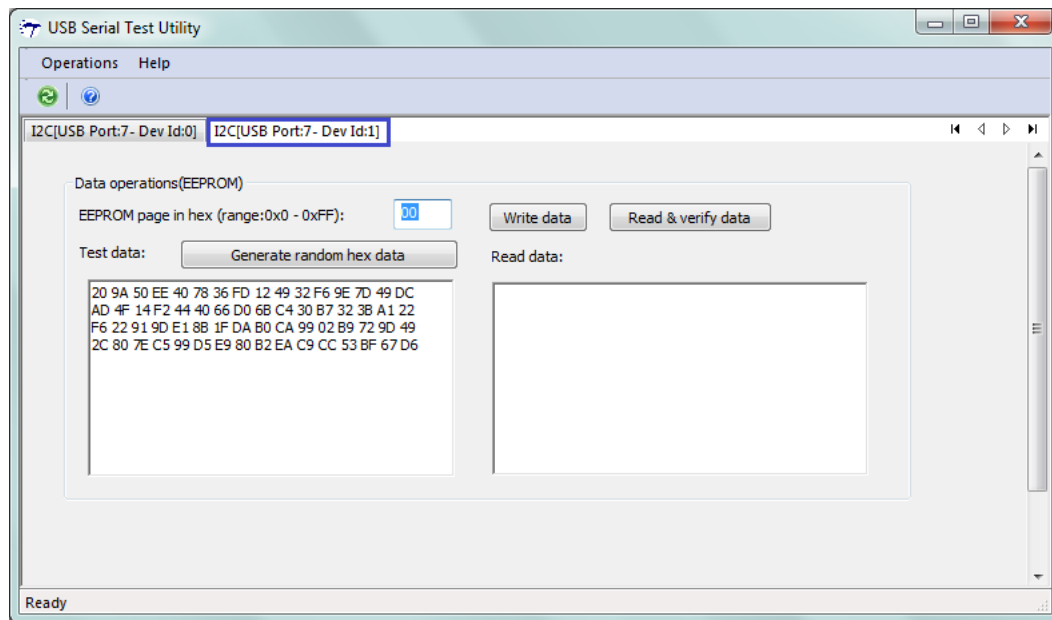 USB Serial Test Utility
Operations Help
I2C[USB Port:7- Dev Id:0] I2C[USB Port:7- Dev Id:1]
Data operations(EEPROM)
EEPROM page in hex (range:0x0 - 0xFF): 00 Write data Read & verify data
Test data: Generate random hex data Read data:
20 9A 50 EE 40 78 36 FD 12 49 32 F6 9E 7D 49 DC
AD 4F 14 F2 44 40 66 D0 6B C4 30 B7 32 3B A1 22
F6 22 91 9D E1 8B 1F DA B0 CA 99 02 B9 72 9D 49
2C 80 7E C5 99 D5 E9 80 B2 EA C9 CC 53 BF 67 D6
Ready